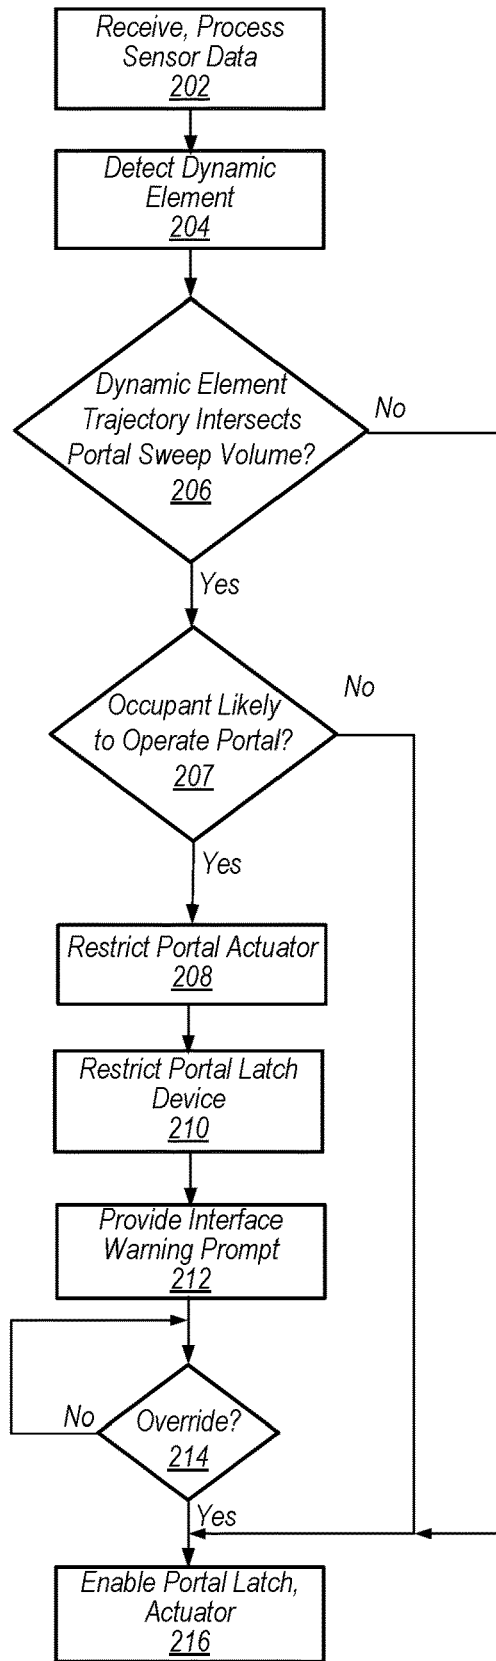 Receive, Process
Sensor Data
202
Detect Dynamic
Element
204
Dynamic Element
Trajectory Intersects
Portal Sweep Volume?
206
No
Yes
Occupant Likely
to Operate Portal?
207
No
Yes
Restrict Portal Actuator
208
Restrict Portal Latch
Device
210
Provide Interface
Warning Prompt
212
Override?
214
No
Yes
Enable Portal Latch,
Actuator
216